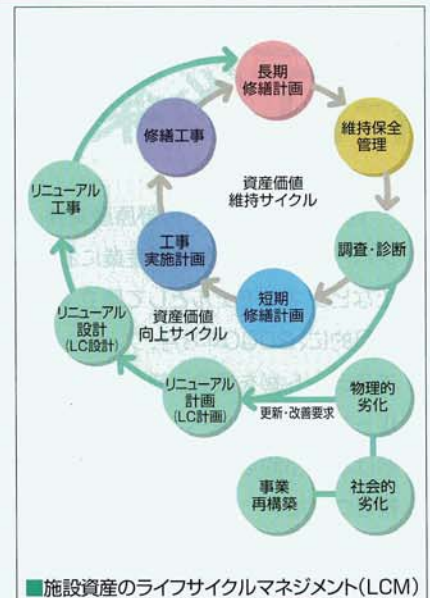 長期
修繕計画
修繕工事
維持保全
管理
資産価値
維持サイクル
リニューアル
工事
工事
実施計画
調査・診断
短期
修繕計画
リニューアル
設計
(LC設計)
資産価値
向上サイクル
リニューアル
計画
(LC計画)
更新・改善要求
物理的
劣化
事業
再構築
社会的
劣化
■施設資産のライフサイクルマネジメント(LCM)